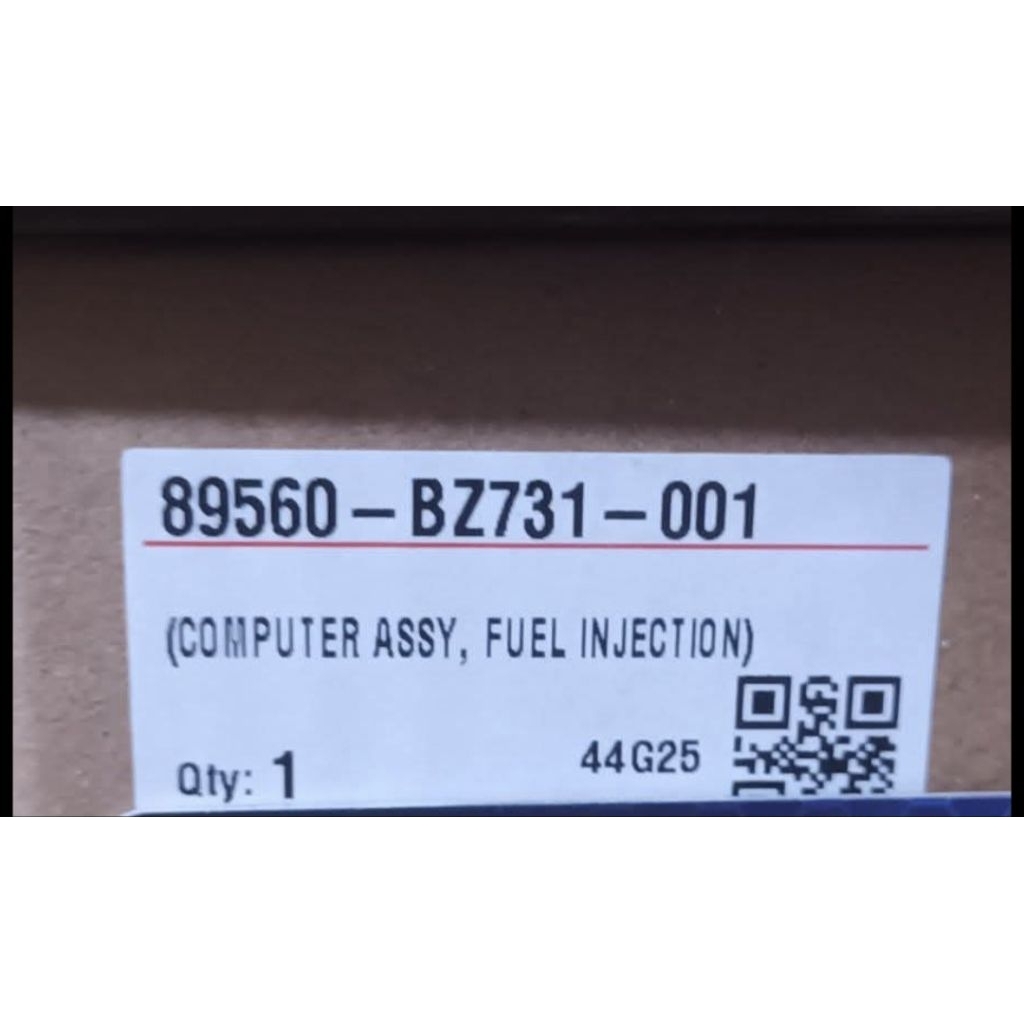 89560-BZ731-001
(COMPUTER ASSY, FUEL INJECTION)
44G25
Qty: 1